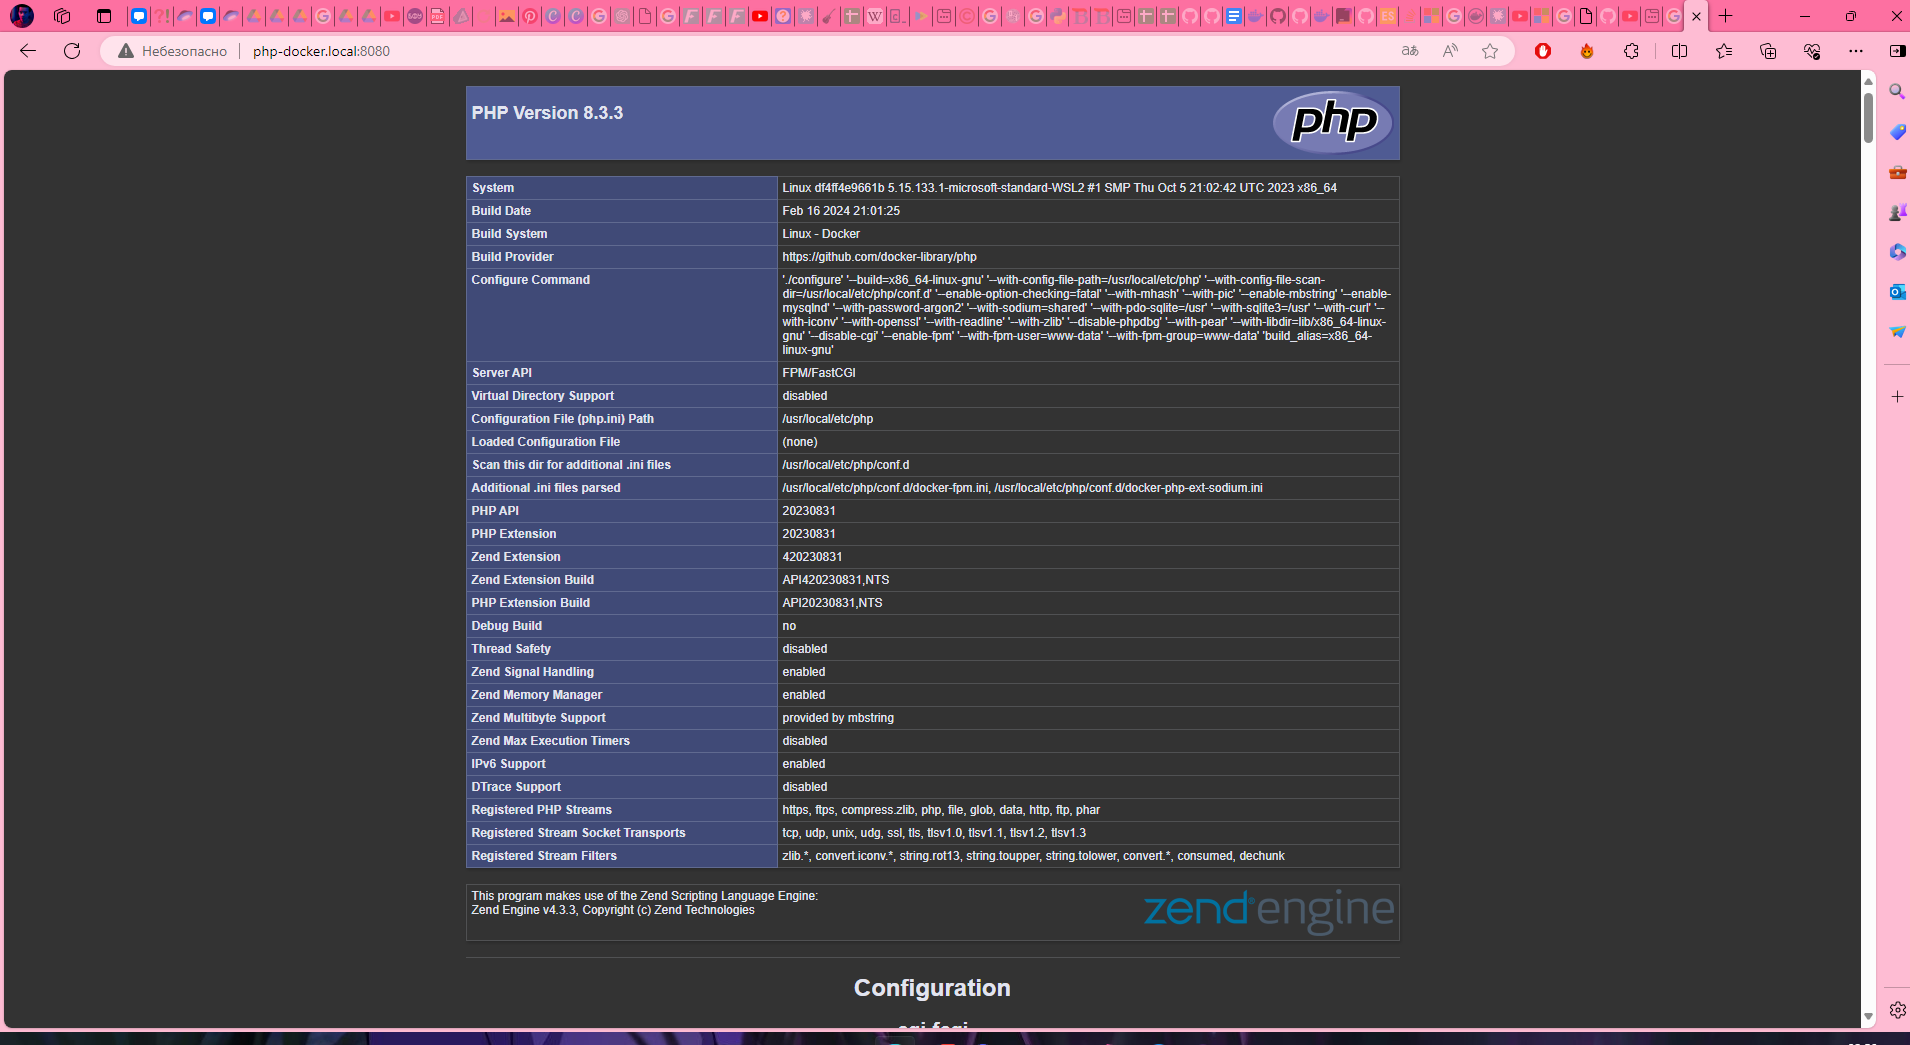 Небезопасно php-docker.local:8080
PHP Version 8.3.3
php
System Linux df4ff4e9661b 5.15.133.1-microsoft-standard-WSL2 #1 SMP Thu Oct 5 21:02:42 UTC 2023 x86_64
Build Date Feb 16 2024 21:01:25
Build System Linux - Docker
Build Provider https://github.com/docker-library/php
Configure Command './configure' '--build=x86_64-linux-gnu' '--with-config-file-path=/usr/local/etc/php' '--with-config-file-scan-
dir=/usr/local/etc/php/conf.d' '--enable-option-checking=fatal' '--with-mhash' '--with-pic' '--enable-mbstring' '--enable-
mysqlnd' '--with-password-argon2' '--with-sodium=shared' '--with-pdo-sqlite=/usr' '--with-sqlite3=/usr' '--with-curl' '--
with-iconv' '--with-openssl' '--with-readline' '--with-zlib' '--disable-phpdbg' '--with-pear' '--with-libdir=lib/x86_64-linux-
gnu' '--disable-cgi' '--enable-fpm' '--with-fpm-user=www-data' '--with-fpm-group=www-data' 'build_alias=x86_64-
linux-gnu'
Server API FPM/FastCGI
Virtual Directory Support disabled
Configuration File (php.ini) Path /usr/local/etc/php
Loaded Configuration File (none)
Scan this dir for additional .ini files /usr/local/etc/php/conf.d
Additional .ini files parsed /usr/local/etc/php/conf.d/docker-fpm.ini, /usr/local/etc/php/conf.d/docker-php-ext-sodium.ini
PHP API 20230831
PHP Extension 20230831
Zend Extension 420230831
Zend Extension Build API420230831,NTS
PHP Extension Build API20230831,NTS
Debug Build no
Thread Safety disabled
Zend Signal Handling enabled
Zend Memory Manager enabled
Zend Multibyte Support provided by mbstring
Zend Max Execution Timers disabled
IPv6 Support enabled
DTrace Support disabled
Registered PHP Streams https, ftps, compress.zlib, php, file, glob, data, http, ftp, phar
Registered Stream Socket Transports tcp, udp, unix, udg, ssl, tls, tlsv1.0, tlsv1.1, tlsv1.2, tlsv1.3
Registered Stream Filters zlib.*, convert.iconv.*, string.rot13, string.toupper, string.tolower, convert.*, consumed, dechunk
This program makes use of the Zend Scripting Language Engine:
Zend Engine v4.3.3, Copyright (c) Zend Technologies
zend engine
Configuration